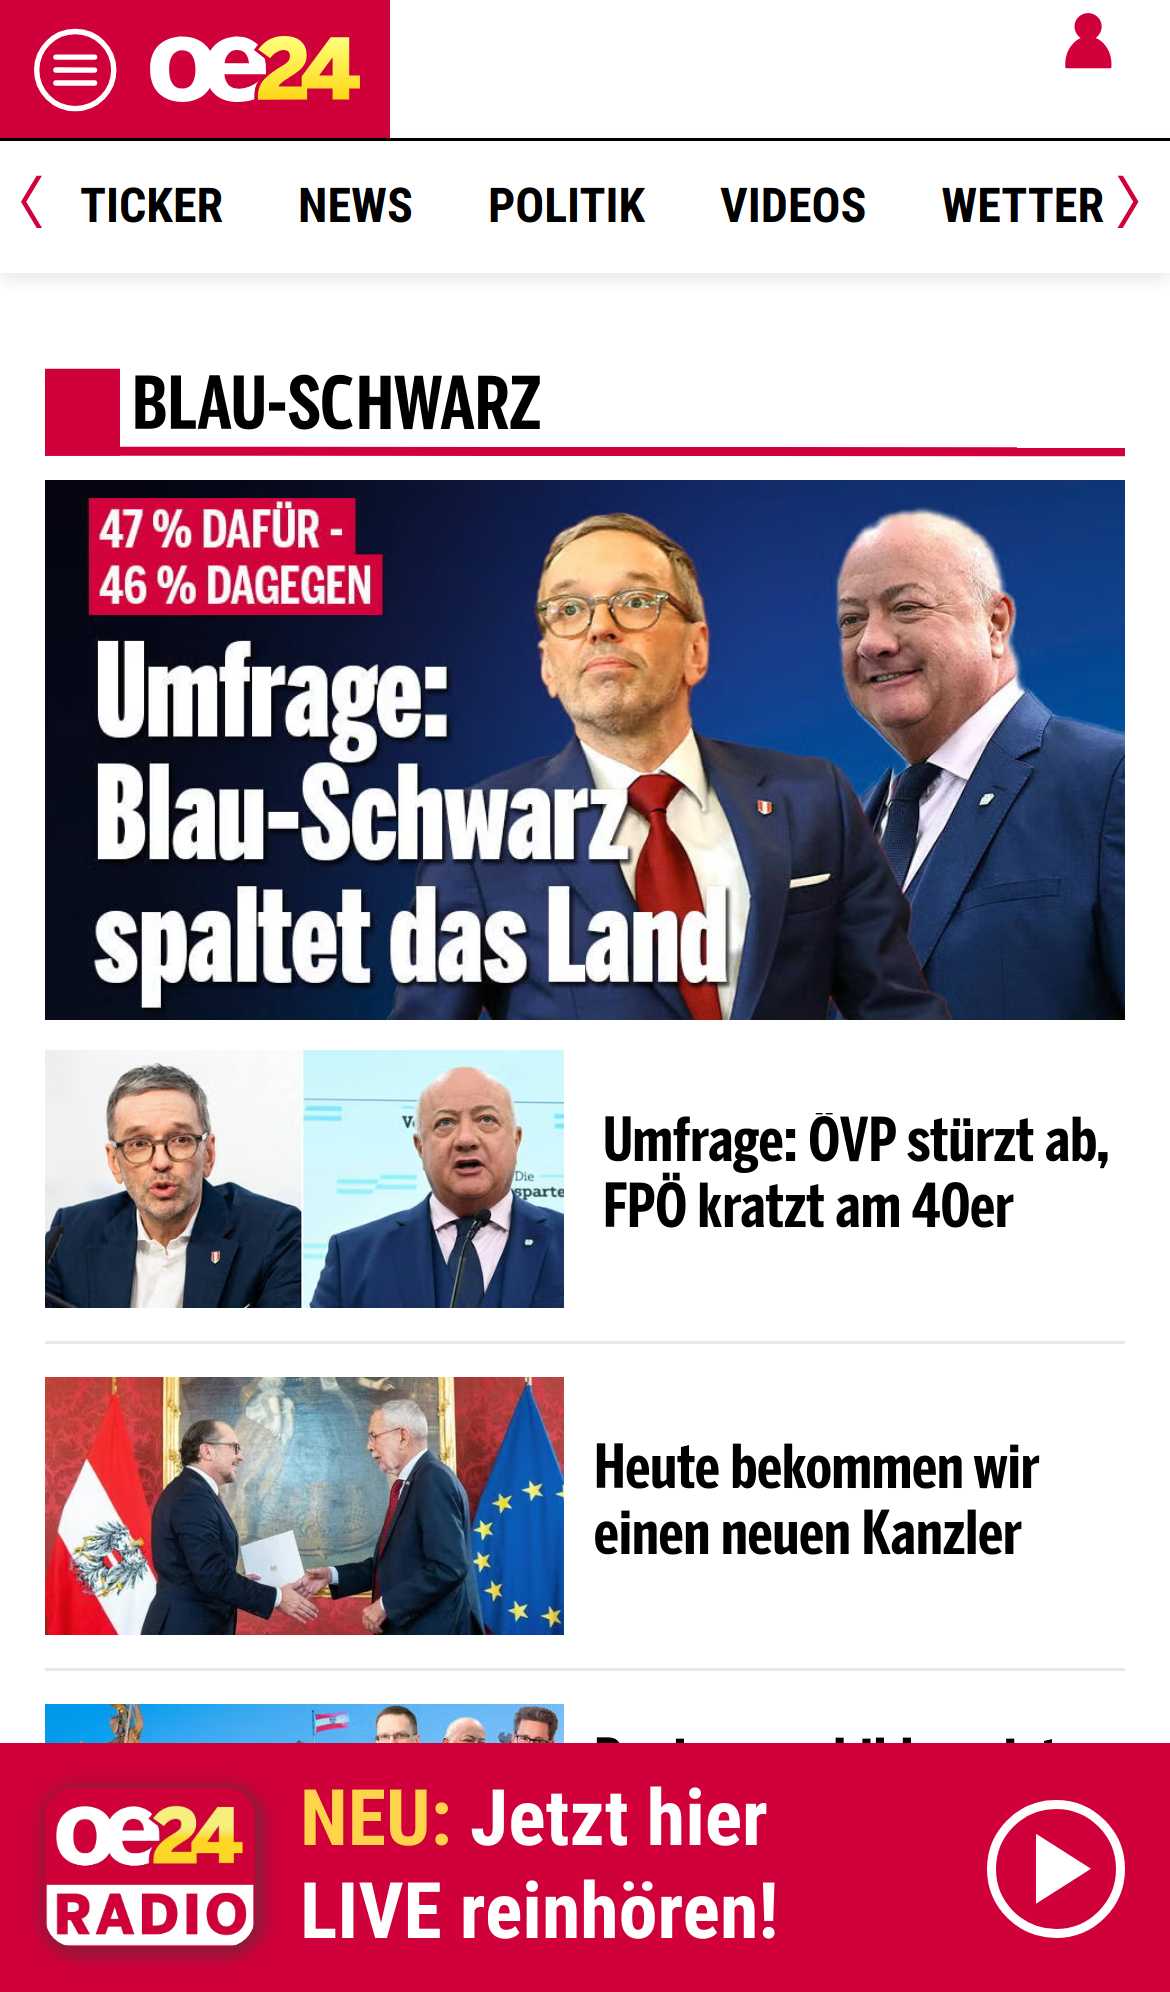 oe24
TICKER NEWS POLITIK VIDEOS WETTER
BLAU-SCHWARZ
47 % DAFÜR -
46 % DAGEGEN
Umfrage:
Blau-Schwarz
spaltet das Land
Die
sparte
Umfrage: ÖVP stürzt ab,
FPÖ kratzt am 40er
Heute bekommen wir
einen neuen Kanzler
oe24
RADIO
NEU: Jetzt hier
LIVE reinhören!